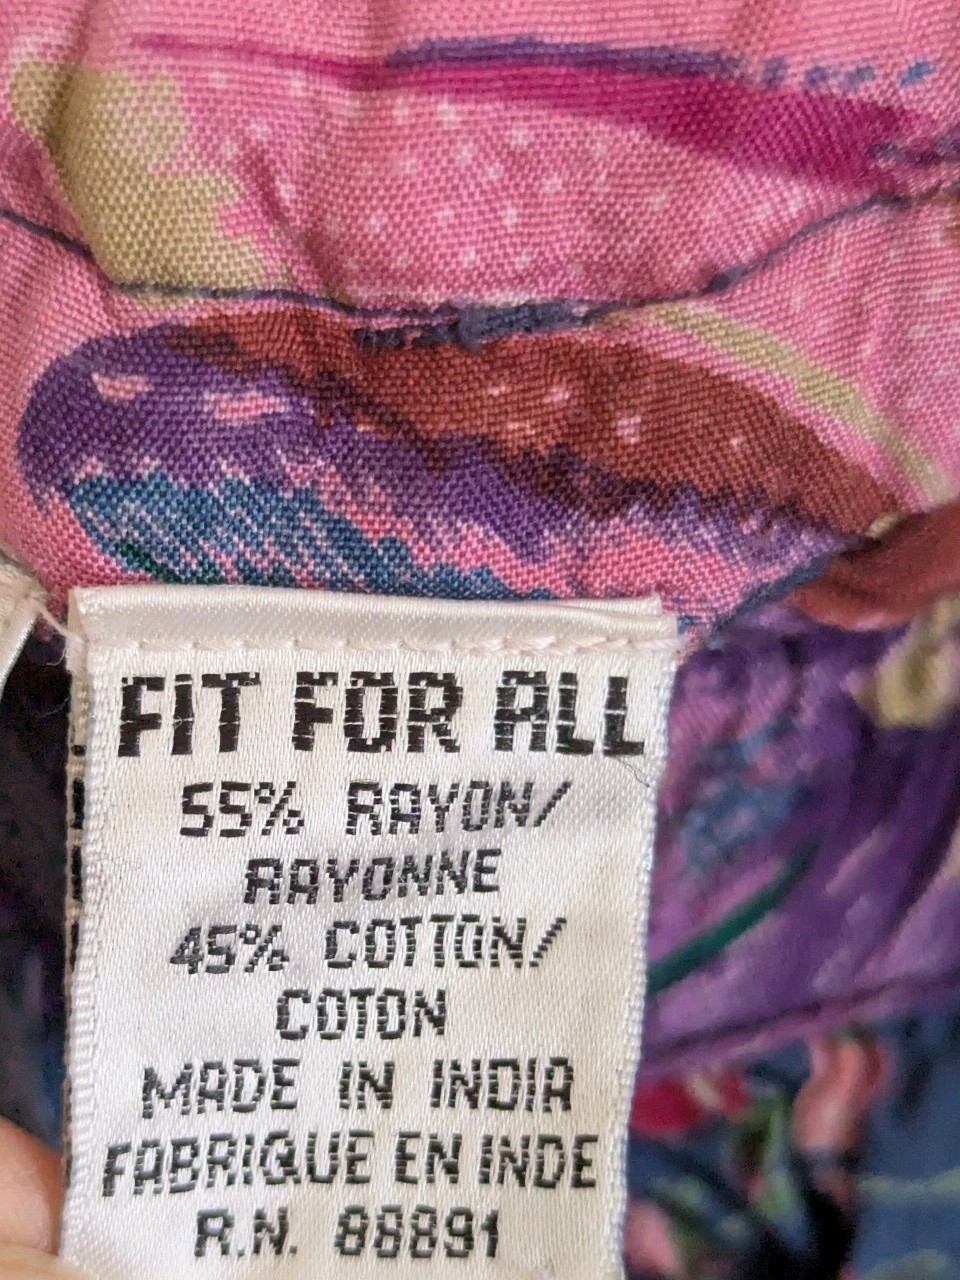 FIT FOR ALL
55% RAYON/
RAYONNE
45% COTTON/
COTON
MADE IN INDIA
FABRIQUE EN INDE
R.N. 88891